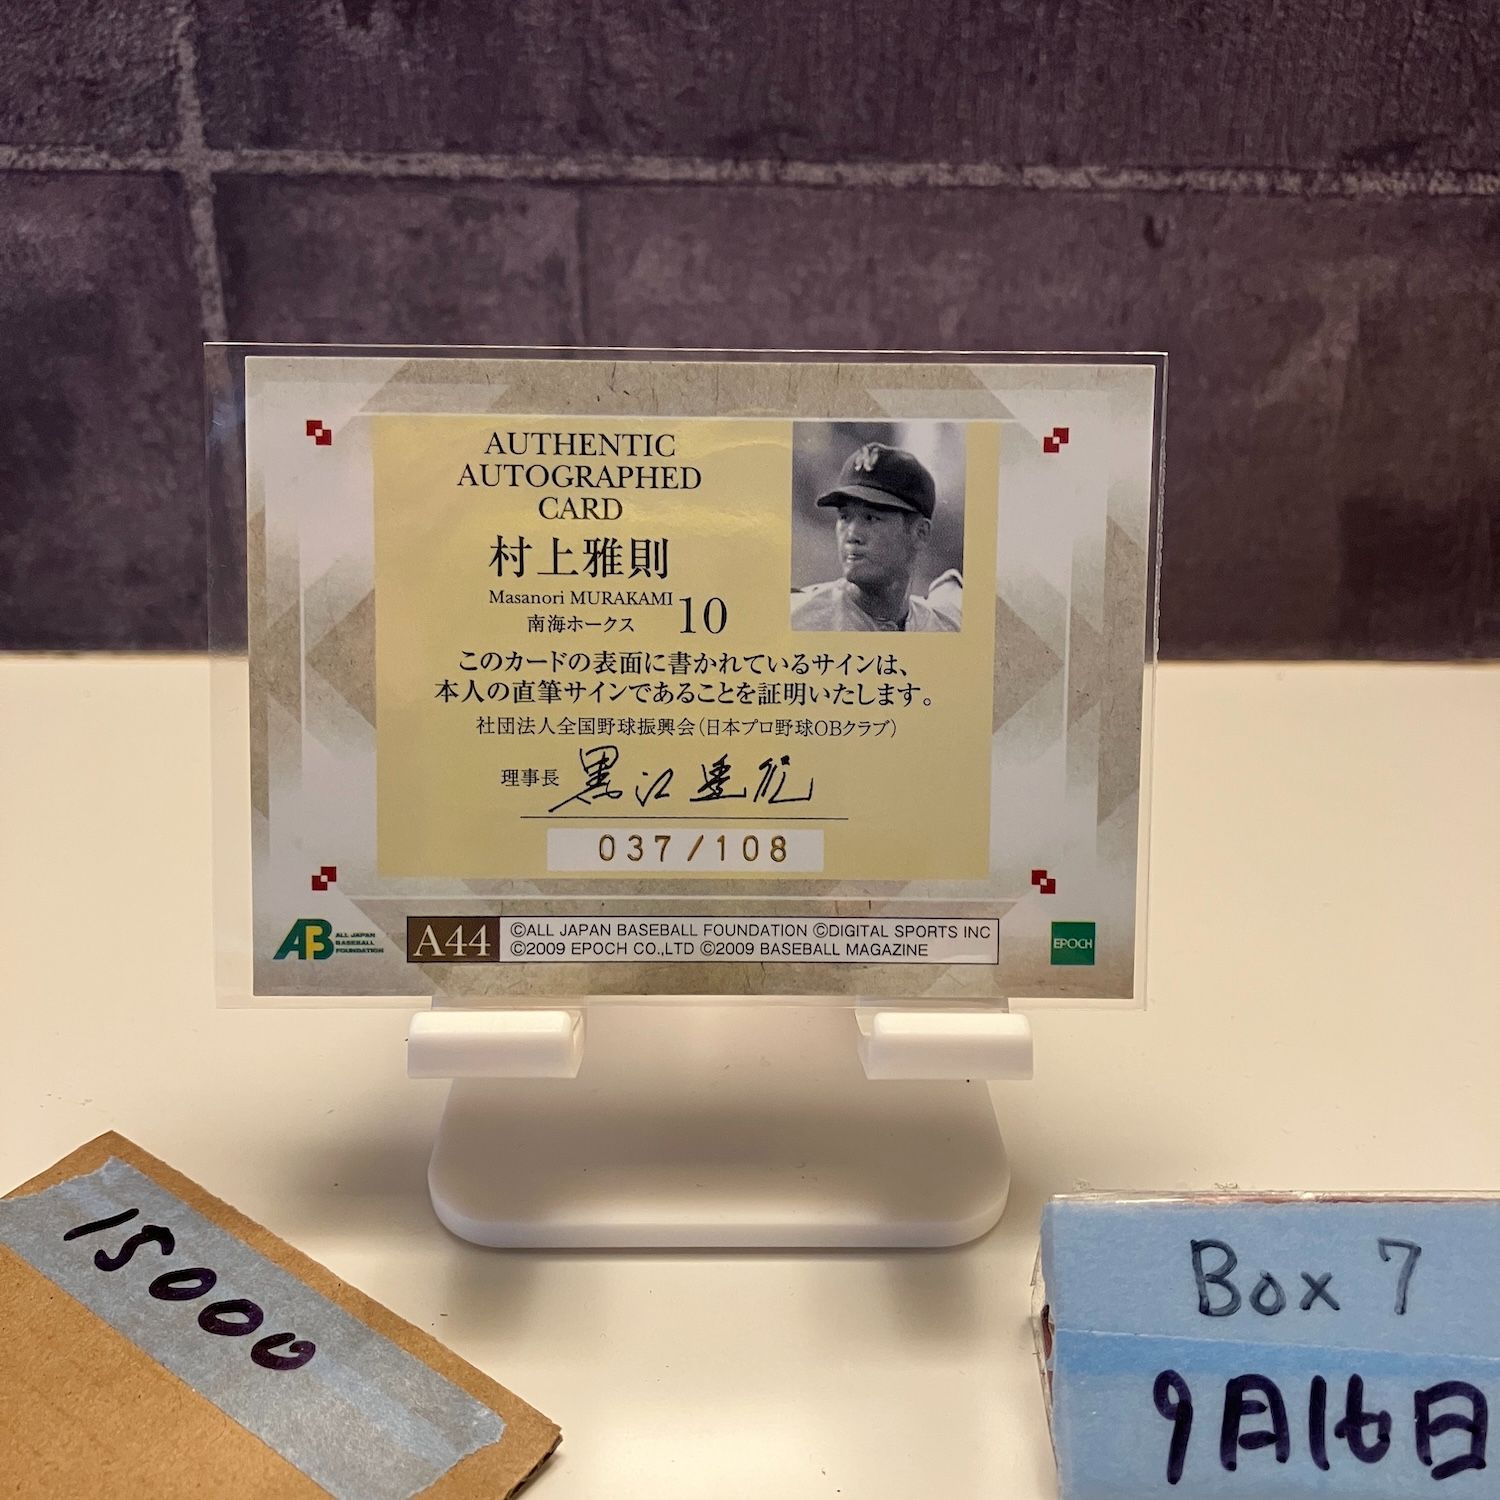 AUTHENTIC
AUTOGRAPHED
CARD
村上雅則
Masanori MURAKAMI
南海ホークス 10
このカードの表面に書かれているサインは、
本人の直筆サインであることを証明いたします。
社団法人全国野球振興会(日本プロ野球OBクラブ)
理事長 黒江透修
037/108
AB ALL JAPAN
BASEBALL
FOUNDATION
A44
©ALL JAPAN BASEBALL FOUNDATION ©DIGITAL SPORTS INC
©2009 EPOCH CO.,LTD ©2009 BASEBALL MAGAZINE
EPOCH
15000
Box 7
9月16日